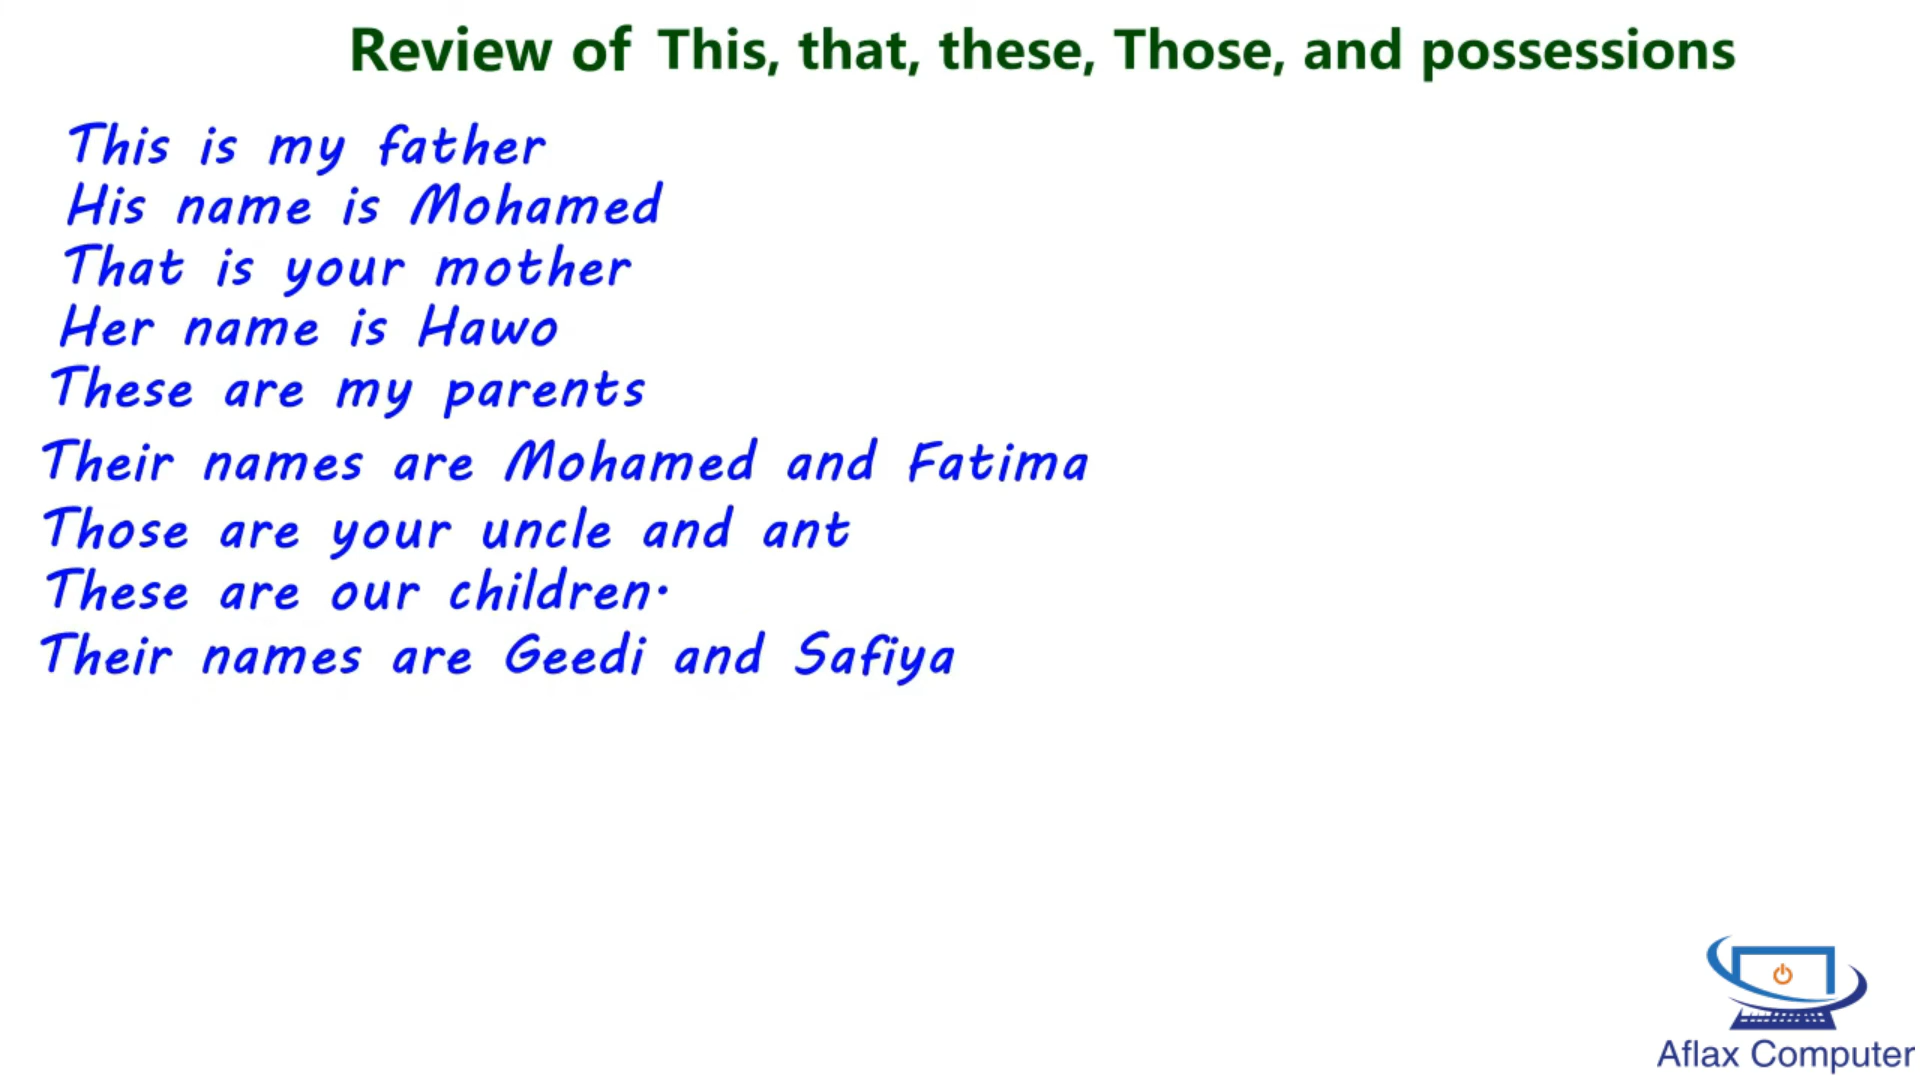 Review of This, that, these, Those, and possessions
This is my father
His name is Mohamed
That is your mother
Her name is Hawo
These are my parents
Their names are Mohamed and Fatima
Those are your uncle and ant
These are our children.
Their names are Geedi and Safiya
Aflax Computer